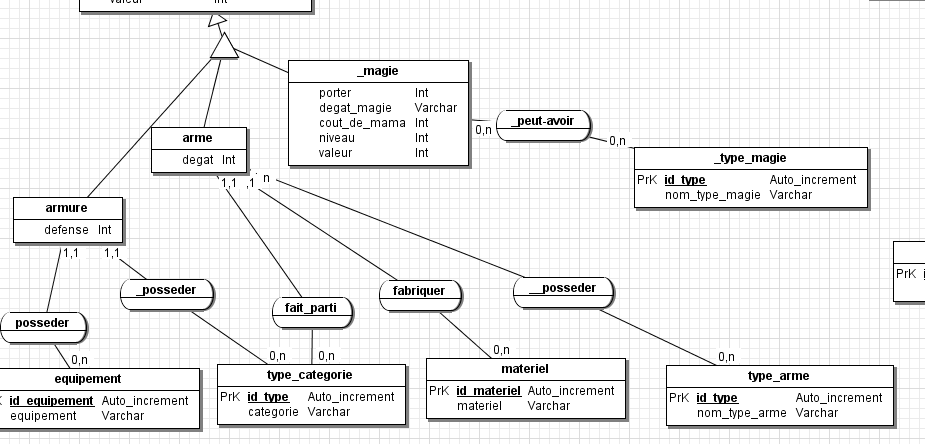 valeur Int
_magie
porter Int
degat_magie Varchar
cout_de_mama Int
niveau Int
valeur Int
0,n
_peut-avoir
0,n
_type_magie
PrK id_type Auto_increment
nom_type_magie Varchar
arme
degat Int
1,1 ,1 n
armure
defense Int
1,1 1,1
PrK
_posseder
posseder
fait_parti
fabriquer
__posseder
0,n
0,n
0,n
0,n
0,n
equipement
K id_equipement Auto_increment
equipement Varchar
type_categorie
PrK id_type Auto_increment
categorie Varchar
materiel
PrK id_materiel Auto_increment
materiel Varchar
type_arme
PrK id_type Auto_increment
nom_type_arme Varchar